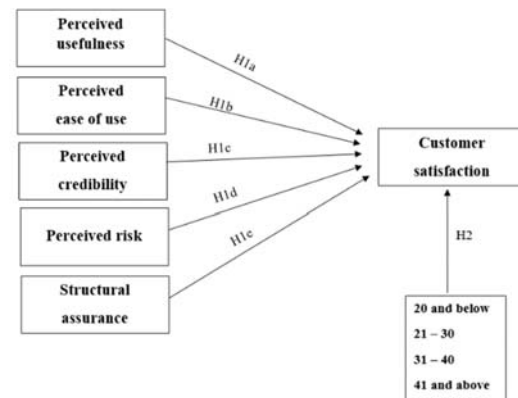 Perceived
usefulness
H1a
Perceived
ease of use
H1b
Perceived
credibility
H1c
Customer
satisfaction
Perceived risk
H1d
Structural
assurance
H1e
H2
20 and below
21 – 30
31 – 40
41 and above